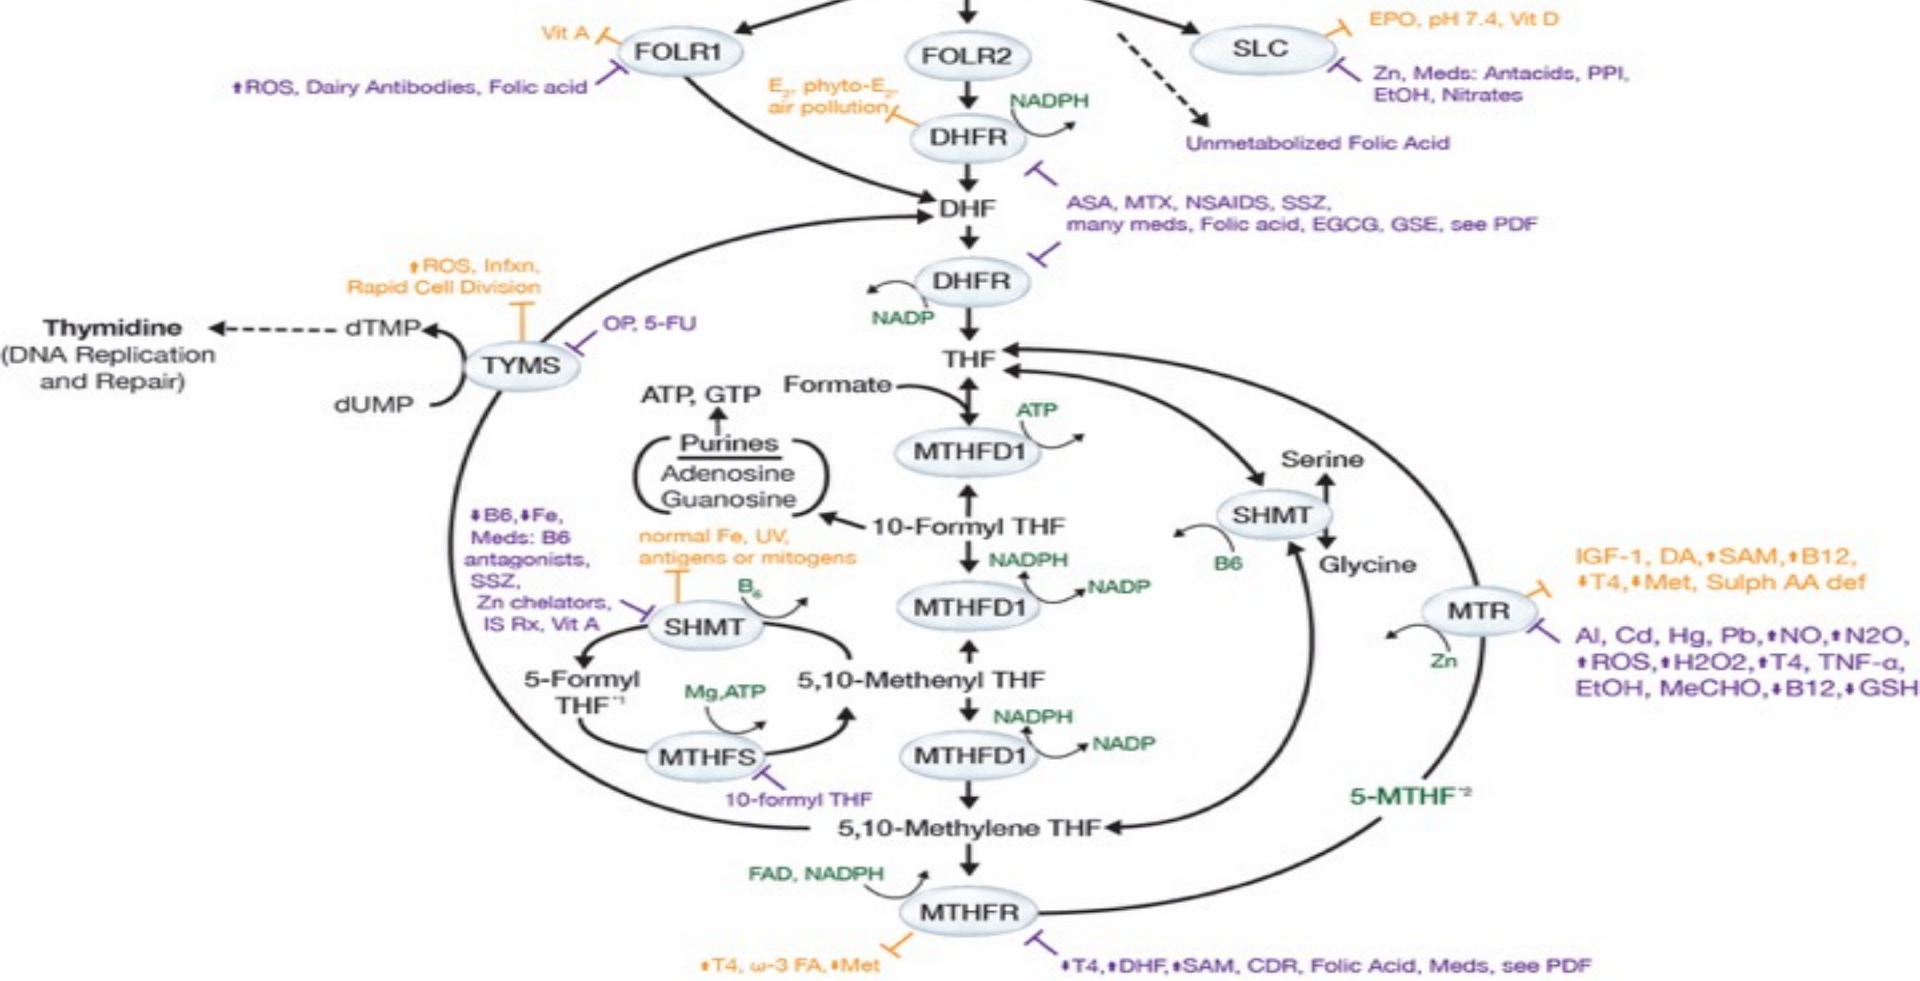 Vit A
FOLR1
↑ROS, Dairy Antibodies, Folic acid
FOLR2
SLC
EPO, pH 7.4, Vit D
Zn, Meds: Antacids, PPI,
EtOH, Nitrates
E2, phyto-E2,
air pollution
NADPH
DHFR
Unmetabolized Folic Acid
DHF
ASA, MTX, NSAIDS, SSZ,
many meds, Folic acid, EGCG, GSE, see PDF
DHFR
NADP
↑ROS, Infxn,
Rapid Cell Division
OP, 5-FU
Thymidine
(DNA Replication
and Repair)
dTMP
TYMS
dUMP
THF
Formate
ATP
MTHFD1
ATP, GTP
Purines
Adenosine
Guanosine
10-Formyl THF
Serine
SHMT
B6
Glycine
↓B6,↓Fe,
Meds: B6
antagonists,
SSZ,
Zn chelators,
IS Rx, Vit A
normal Fe, UV,
antigens or mitogens
B6
SHMT
NADPH
NADP
MTHFD1
IGF-1, DA,↑SAM,↑B12,
↓T4,↓Met, Sulph AA def
MTR
Zn
Al, Cd, Hg, Pb,↑NO,↑N2O,
↑ROS,↑H2O2,↑T4, TNF-α,
EtOH, MeCHO,↓B12,↓GSH
5-Formyl
THF*1
5,10-Methenyl THF
Mg,ATP
MTHFS
10-formyl THF
NADPH
NADP
MTHFD1
5-MTHF*2
5,10-Methylene THF
FAD, NADPH
MTHFR
↑T4, ω-3 FA,↓Met
↓T4,↑DHF,↑SAM, CDR, Folic Acid, Meds, see PDF